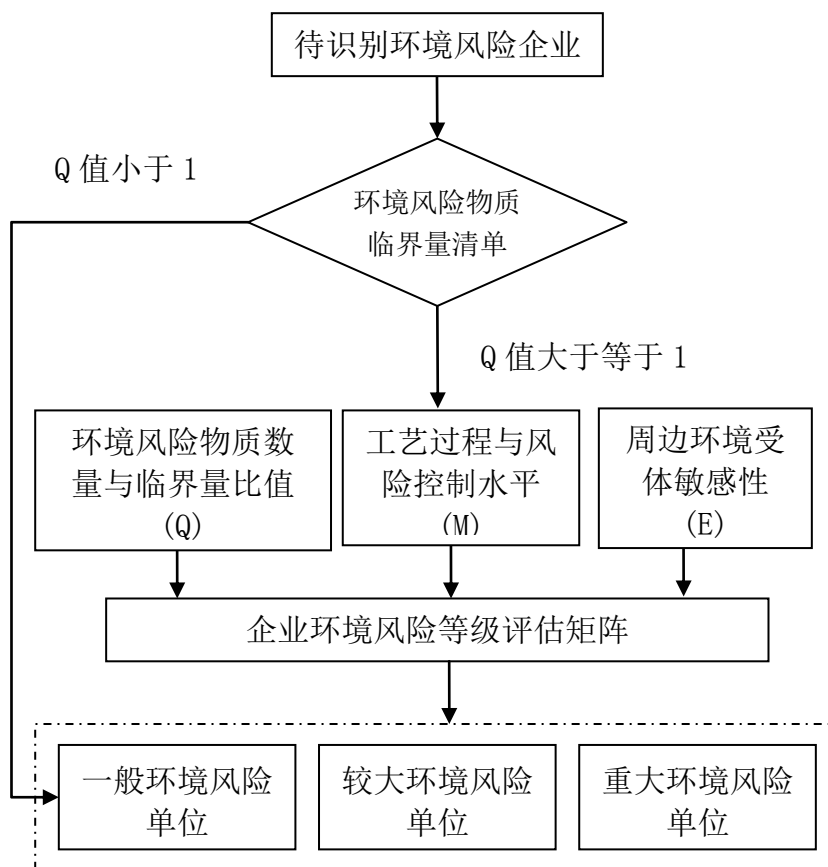 待识别环境风险企业
Q 值小于 1
环境风险物质
临界量清单
Q 值大于等于 1
环境风险物质数
量与临界量比值
(Q)
工艺过程与风
险控制水平
(M)
周边环境受
体敏感性
(E)
企业环境风险等级评估矩阵
一般环境风险
单位
较大环境风险
单位
重大环境风险
单位